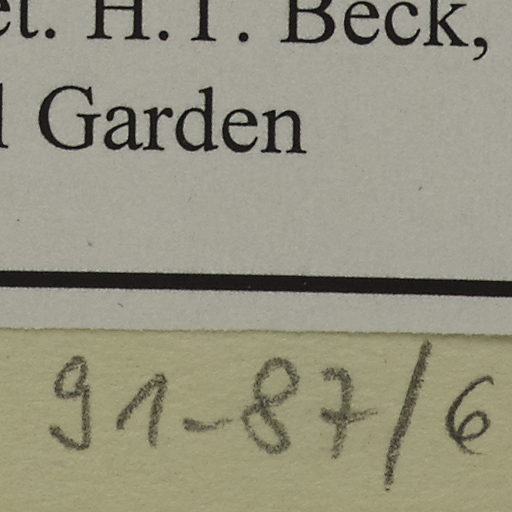 et. H.T. Beck,
Garden
91-87/6